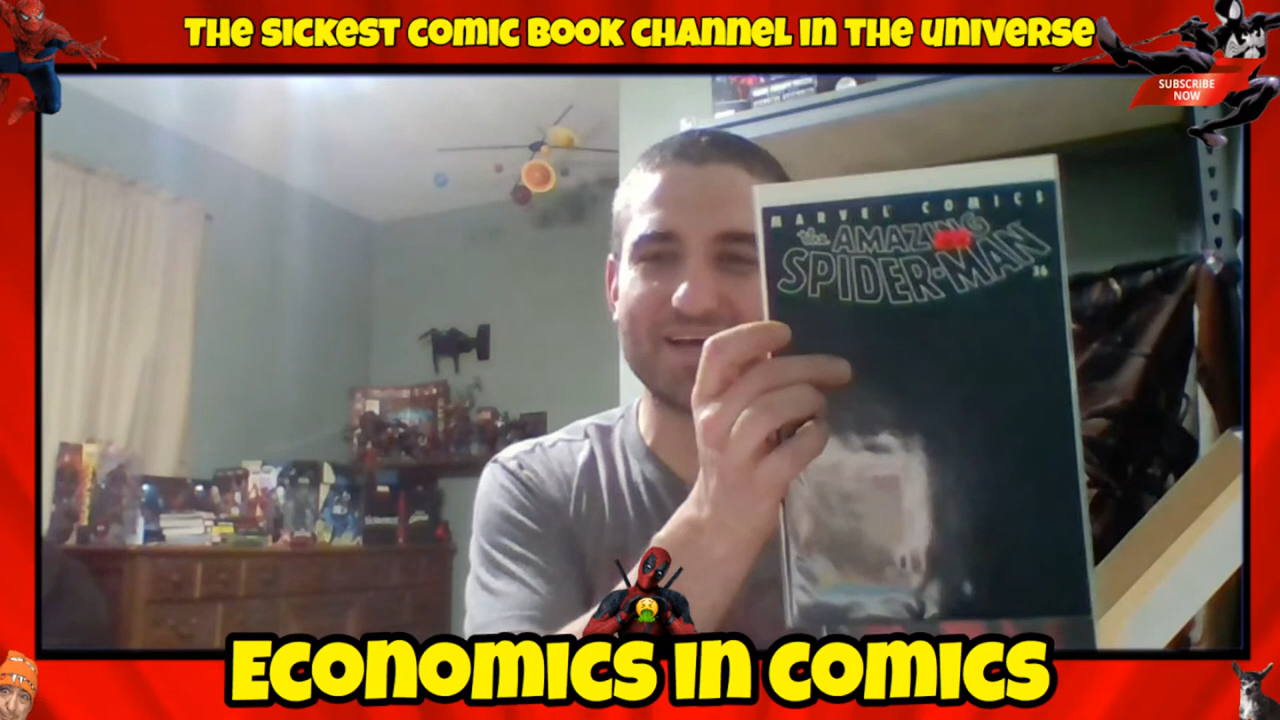 THE SICKEST COMIC BOOK CHANNEL IN THE UNIVERSE
SUBSCRIBE
NOW
MARVEL COMICS
the AMAZING
SPIDER-MAN
36
ECONOMICS IN COMICS